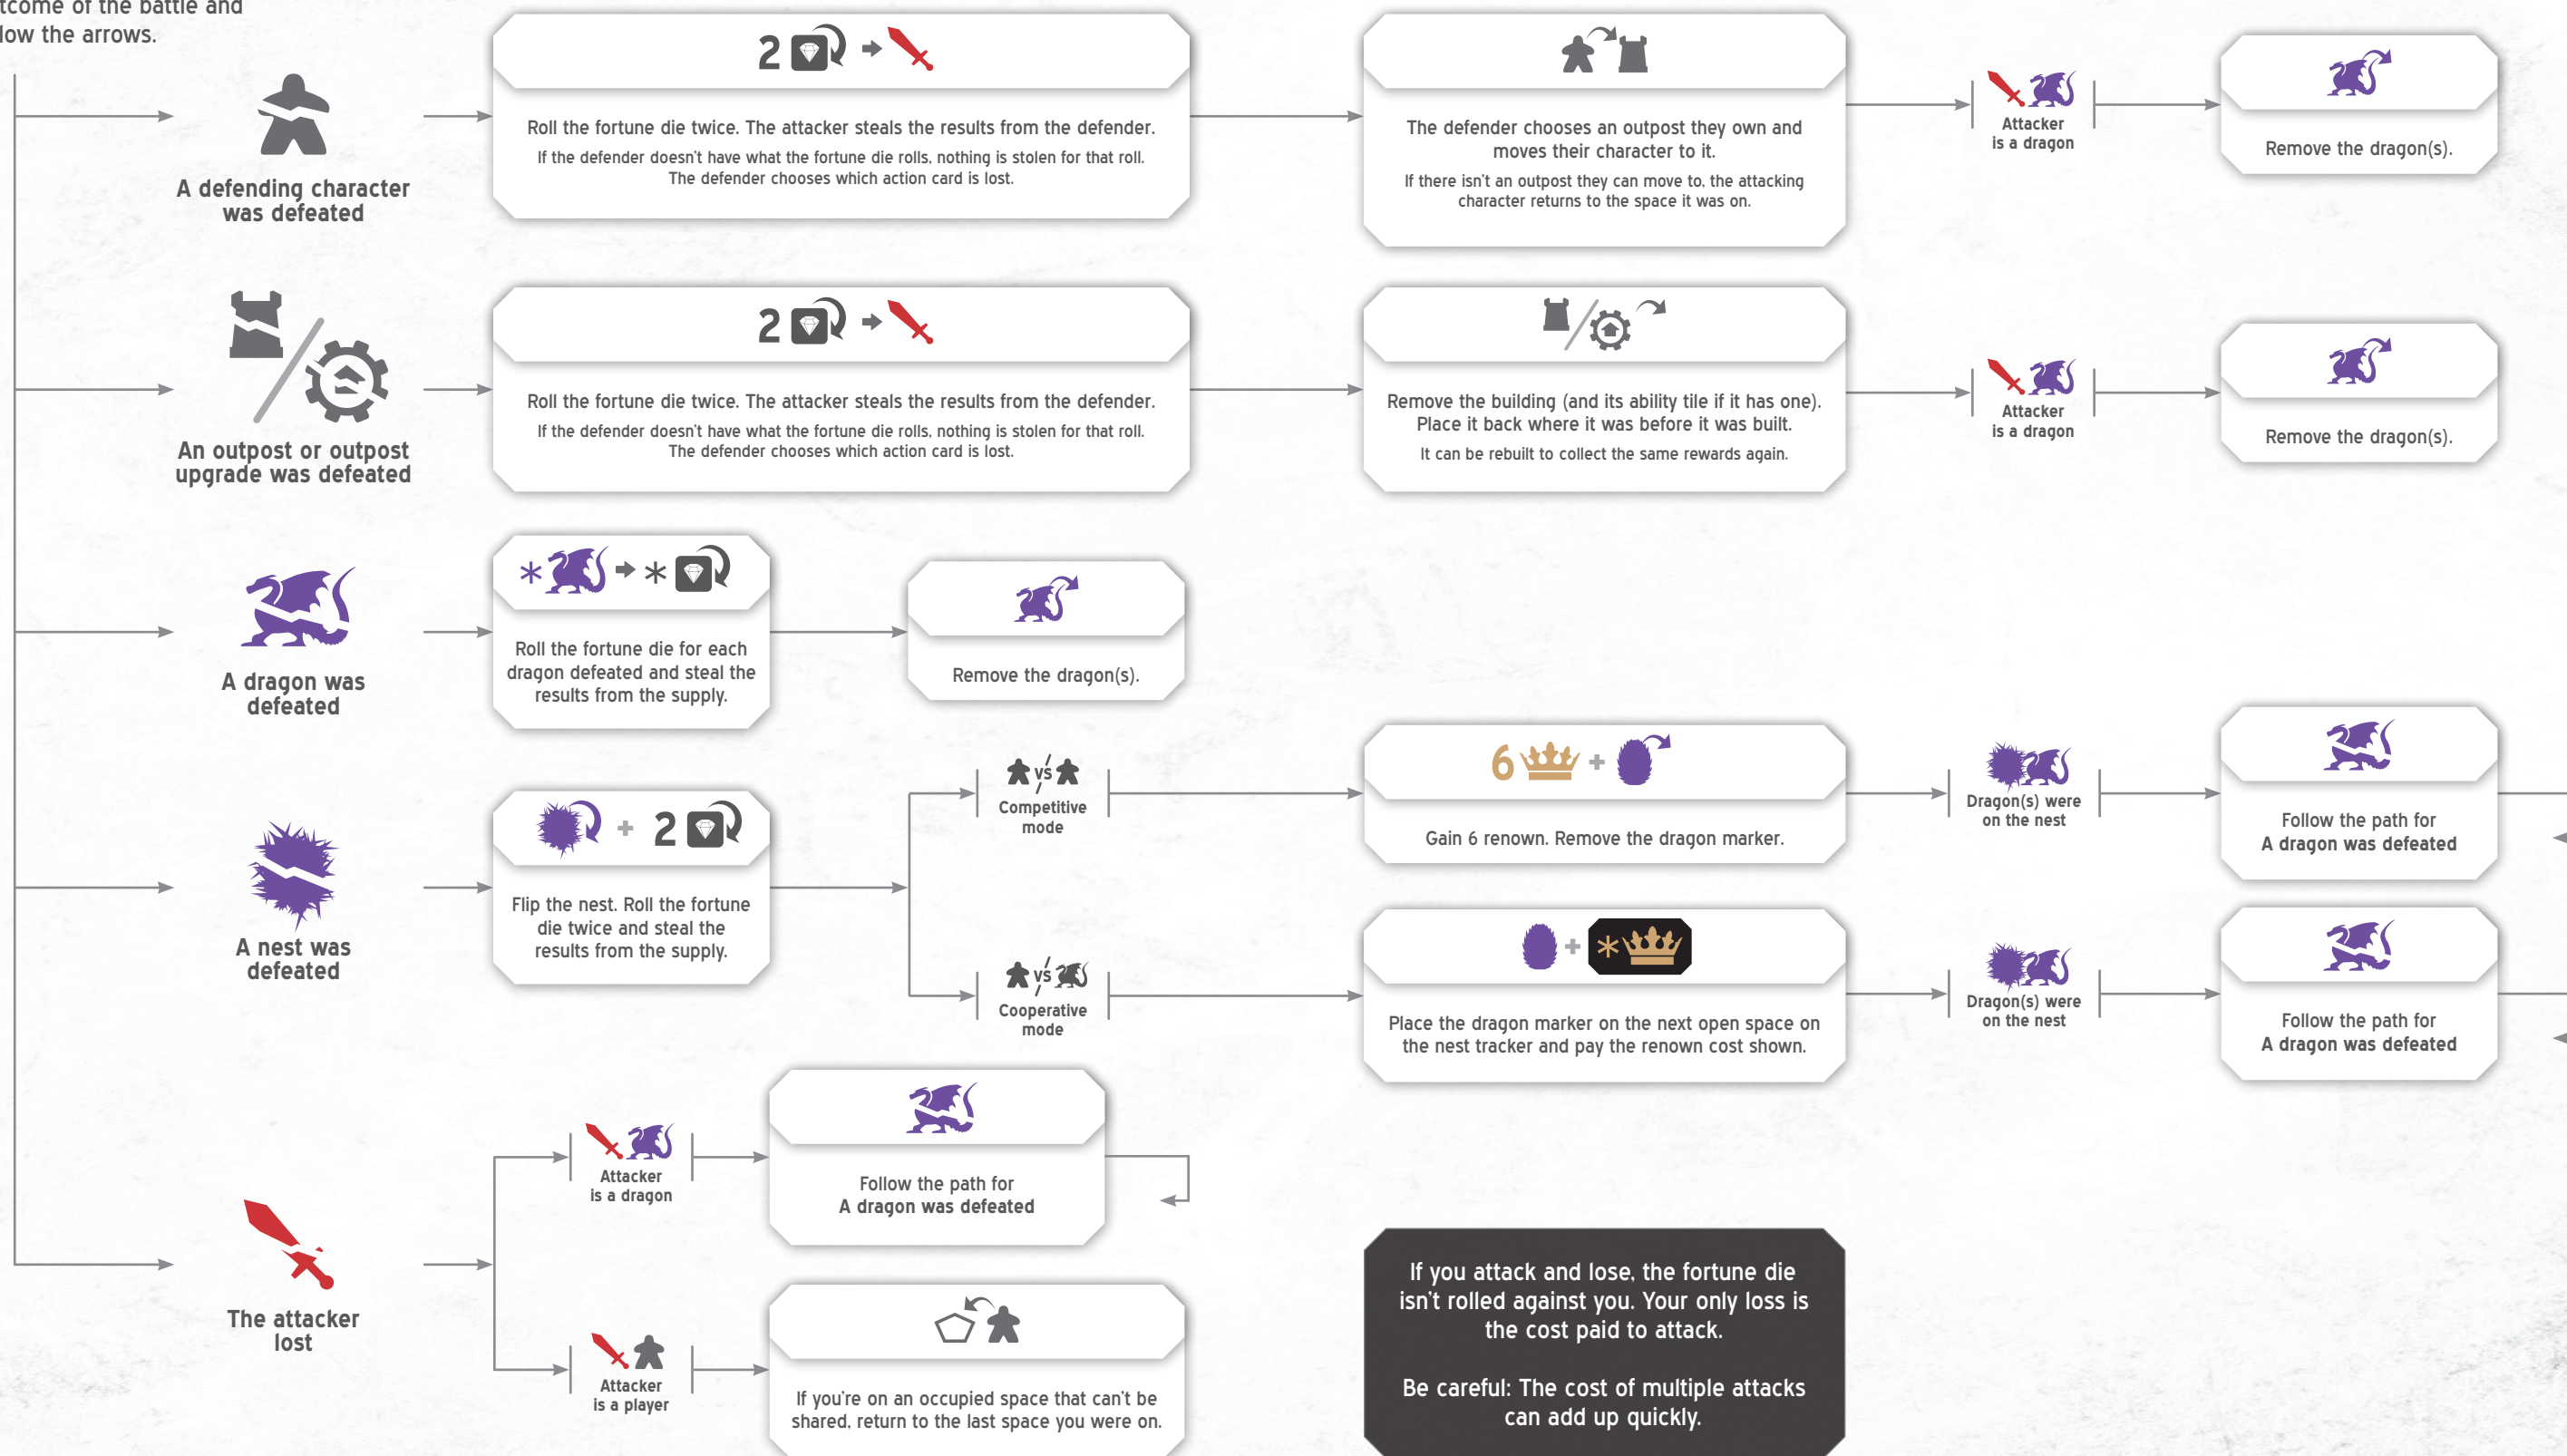 tcome of the battle and
low the arrows.
2
A defending character
was defeated
Roll the fortune die twice. The attacker steals the results from the defender.
If the defender doesn't have what the fortune die rolls, nothing is stolen for that roll.
The defender chooses which action card is lost.
The defender chooses an outpost they own and
moves their character to it.
If there isn't an outpost they can move to, the attacking
character returns to the space it was on.
Attacker
is a dragon
Remove the dragon(s).
2
An outpost or outpost
upgrade was defeated
Roll the fortune die twice. The attacker steals the results from the defender.
If the defender doesn't have what the fortune die rolls, nothing is stolen for that roll.
The defender chooses which action card is lost.
Remove the building (and its ability tile if it has one).
Place it back where it was before it was built.
It can be rebuilt to collect the same rewards again.
Attacker
is a dragon
Remove the dragon(s).
A dragon was
defeated
* *
Roll the fortune die for each
dragon defeated and steal the
results from the supply.
Remove the dragon(s).
A nest was
defeated
+ 2
Flip the nest. Roll the fortune
die twice and steal the
results from the supply.
VS
Competitive
mode
6 +
Gain 6 renown. Remove the dragon marker.
Dragon(s) were
on the nest
Follow the path for
A dragon was defeated
VS
Cooperative
mode
+ *
Place the dragon marker on the next open space on
the nest tracker and pay the renown cost shown.
Dragon(s) were
on the nest
Follow the path for
A dragon was defeated
The attacker
lost
Attacker
is a dragon
Follow the path for
A dragon was defeated
Attacker
is a player
If you're on an occupied space that can't be
shared, return to the last space you were on.
If you attack and lose, the fortune die
isn't rolled against you. Your only loss is
the cost paid to attack.
Be careful: The cost of multiple attacks
can add up quickly.